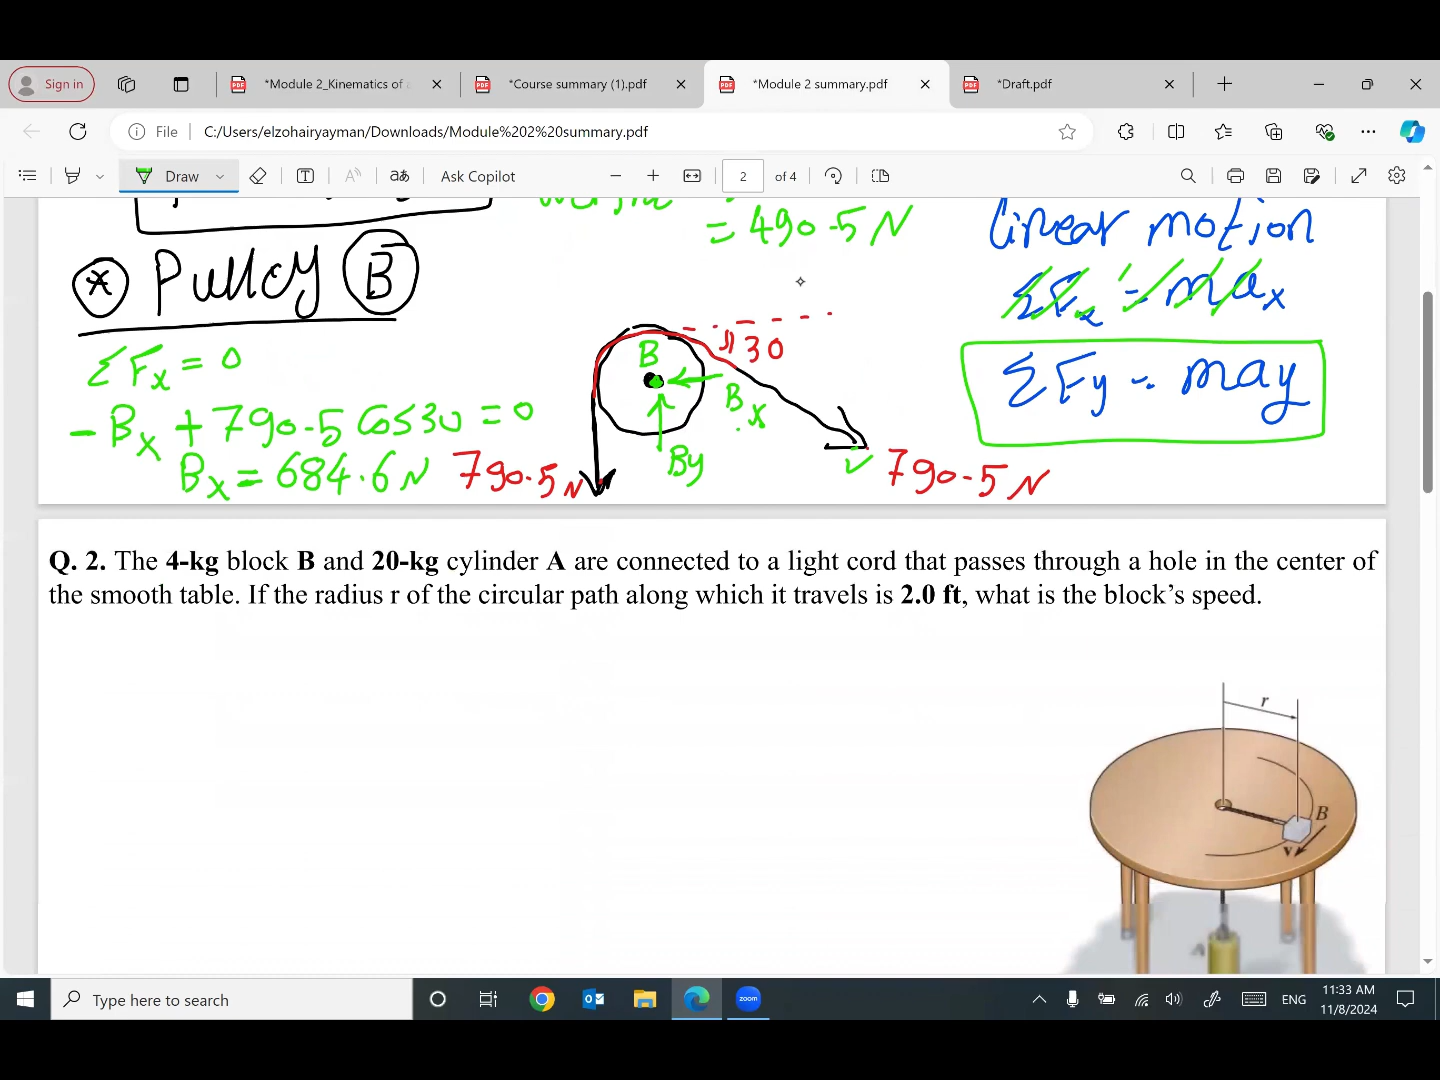 Sign in
*Module 2_Kinematics of a
*Course summary (1).pdf
*Module 2 summary.pdf
*Draft.pdf
File
C:/Users/elzohairyayman/Downloads/Module%202%20summary.pdf
Draw
aあ
Ask Copilot
2
of 4
= 490.5 N
linear motion
* Pulley B
ΣFx = max
ΣFx = 0
B
30
ΣFy = may
- Bx + 790.5 cos30 = 0
Bx
Bx = 684.6 N
790.5 N
By
790.5 N
Q. 2. The 4-kg block B and 20-kg cylinder A are connected to a light cord that passes through a hole in the center of
the smooth table. If the radius r of the circular path along which it travels is 2.0 ft, what is the block’s speed.
r
B
v
A
Type here to search
zoom
ENG
11:33 AM
11/8/2024